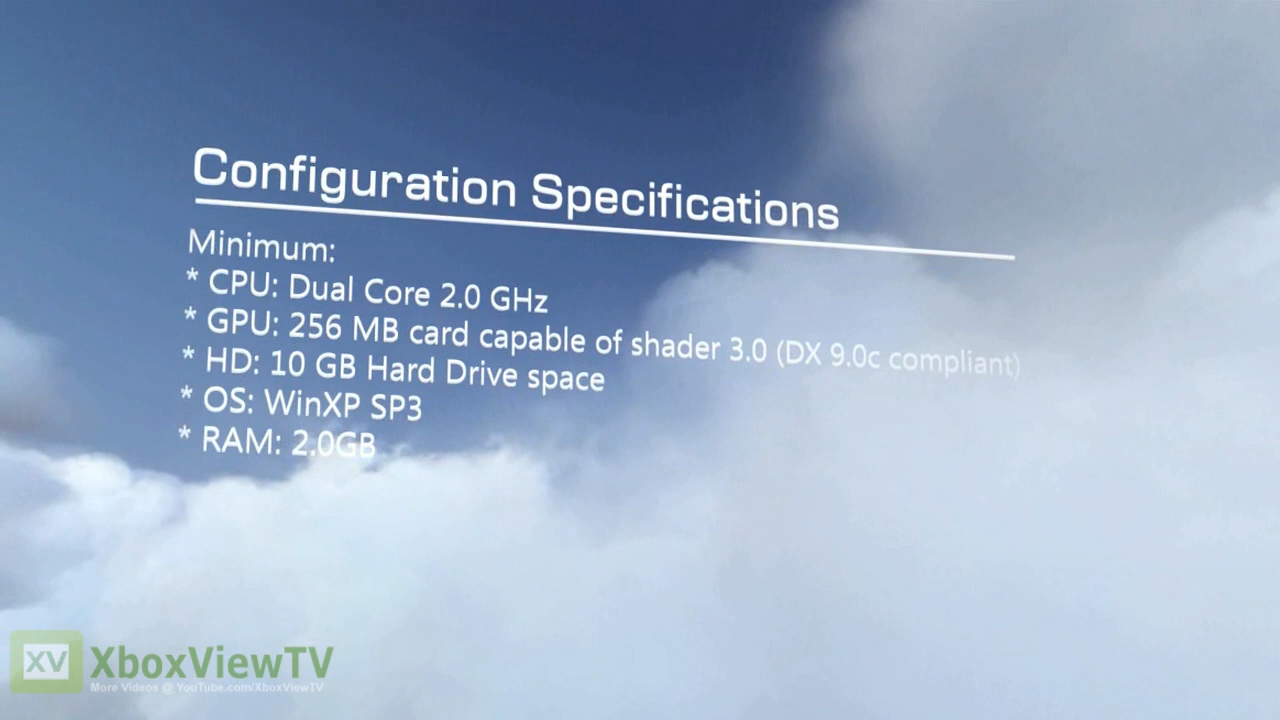 Configuration Specifications
Minimum:
* CPU: Dual Core 2.0 GHz
* GPU: 256 MB card capable of shader 3.0 (DX 9.0c compliant)
* HD: 10 GB Hard Drive space
* OS: WinXP SP3
* RAM: 2.0GB
XV XboxViewTV
More Videos @ YouTube.com/XboxViewTV